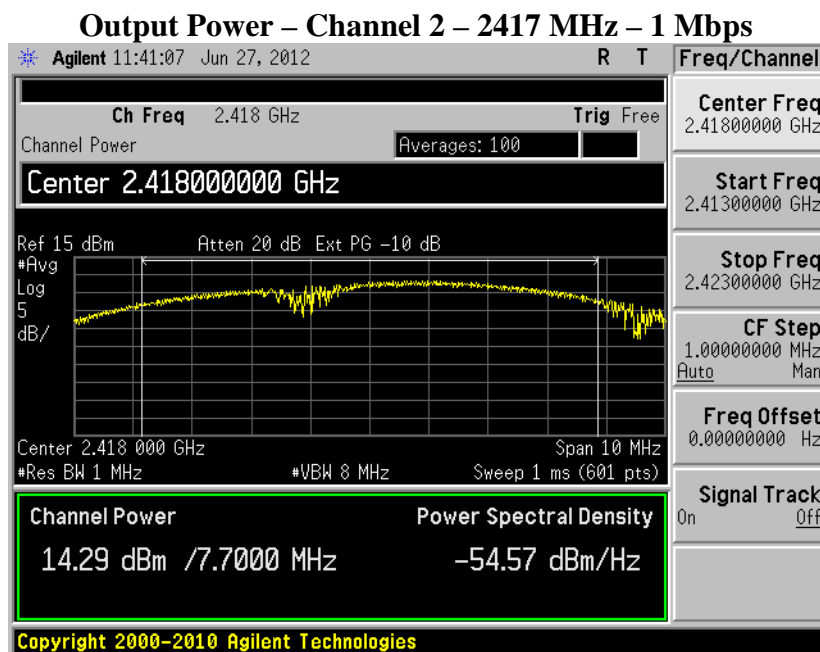 Output Power – Channel 2 – 2417 MHz – 1 Mbps
Agilent 11:41:07 Jun 27, 2012 R T
Freq/Channel
Ch Freq 2.418 GHz Trig Free
Channel Power Averages: 100
Center 2.418000000 GHz
Ref 15 dBm Atten 20 dB Ext PG -10 dB
#Avg
Log
5
dB/
Center 2.418 000 GHz Span 10 MHz
#Res BW 1 MHz #VBW 8 MHz Sweep 1 ms (601 pts)
Channel Power Power Spectral Density
14.29 dBm /7.7000 MHz -54.57 dBm/Hz
Copyright 2000-2010 Agilent Technologies
Center Freq
2.41800000 GHz
Start Freq
2.41300000 GHz
Stop Freq
2.42300000 GHz
CF Step
1.00000000 MHz
Auto Man
Freq Offset
0.00000000 Hz
Signal Track
On Off